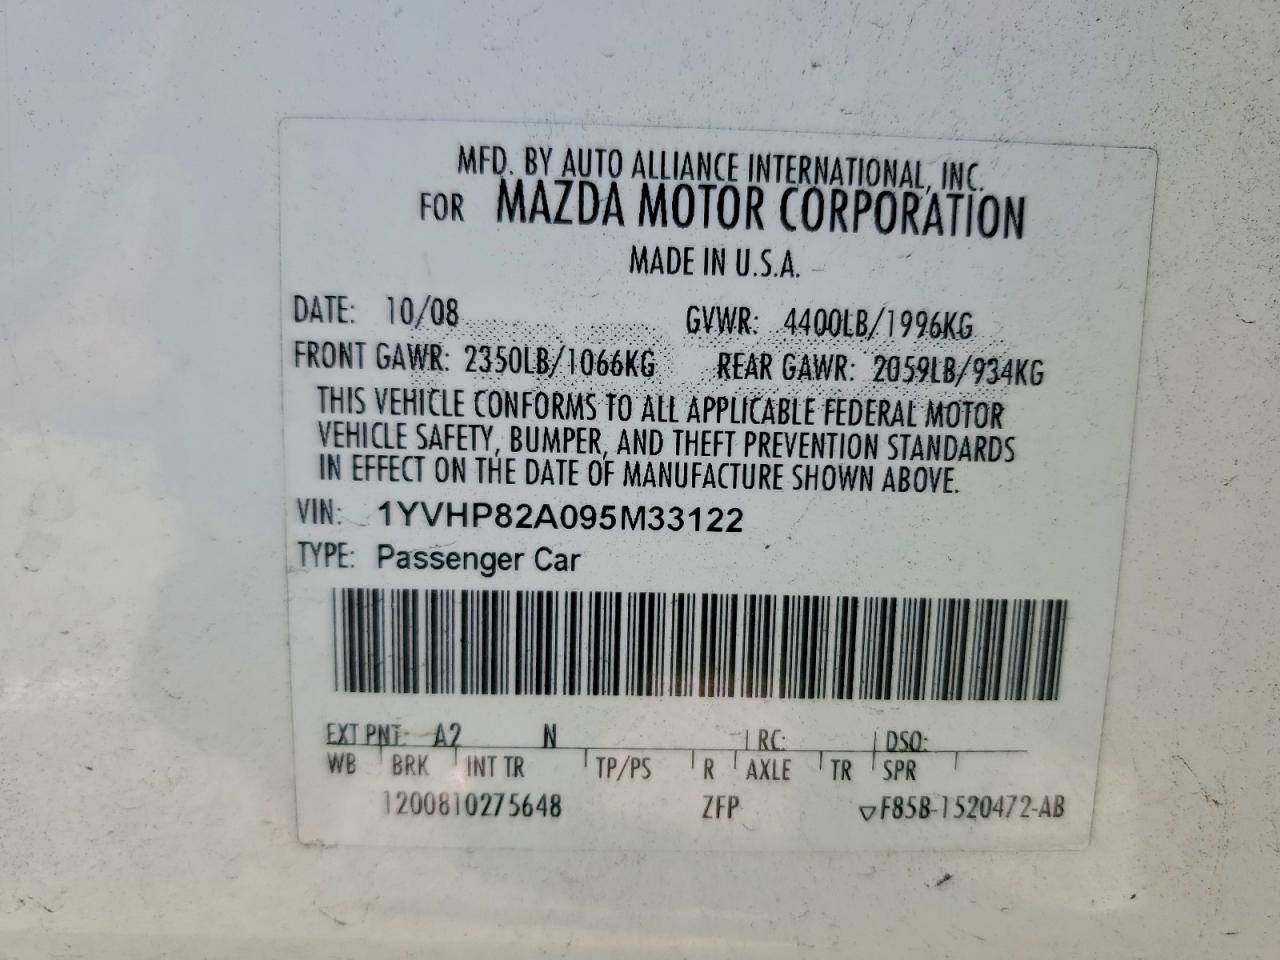 MFD. BY AUTO ALLIANCE INTERNATIONAL, INC.
FOR MAZDA MOTOR CORPORATION
MADE IN U.S.A.
DATE: 10/08 GVWR: 4400LB/1996KG
FRONT GAWR: 2350LB/1066KG REAR GAWR: 2059LB/934KG
THIS VEHICLE CONFORMS TO ALL APPLICABLE FEDERAL MOTOR
VEHICLE SAFETY, BUMPER, AND THEFT PREVENTION STANDARDS
IN EFFECT ON THE DATE OF MANUFACTURE SHOWN ABOVE.
VIN: 1YVHP82A095M33122
TYPE: Passenger Car
EXT PNT: A2 N RC: DSO:
WB BRK INT TR TP/PS R AXLE TR SPR
1200810275648 ZFP ▽F85B-1520472-AB